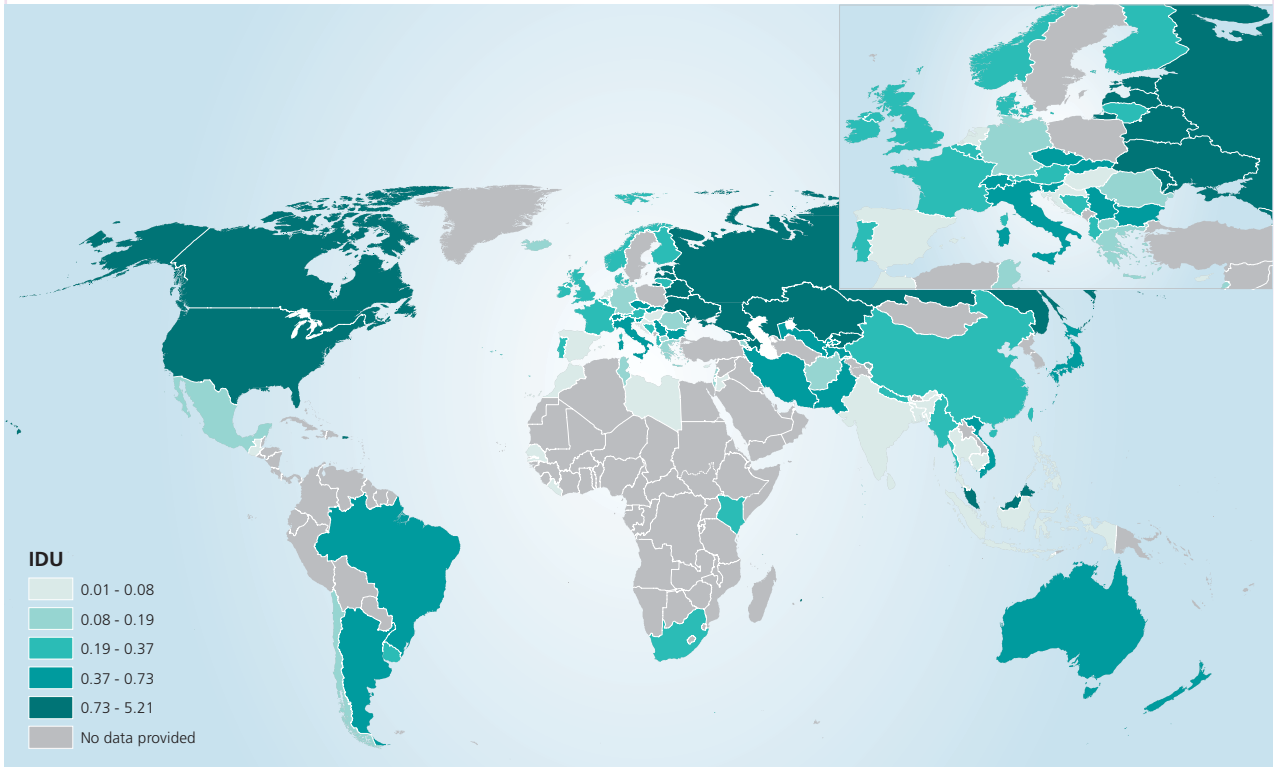 IDU
0.01 - 0.08
0.08 - 0.19
0.19 - 0.37
0.37 - 0.73
0.73 - 5.21
No data provided